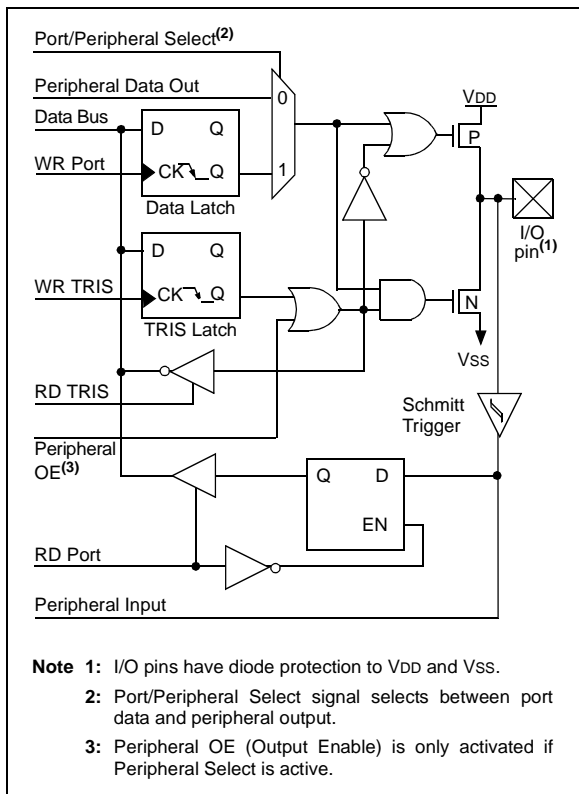 Port/Peripheral Select(2)
Peripheral Data Out
0
VDD
Data Bus
D Q
P
WR Port
CK Q
1
Data Latch
I/O
pin(1)
D Q
WR TRIS
CK Q
N
TRIS Latch
VSS
RD TRIS
Schmitt
Trigger
Peripheral
OE(3)
Q D
EN
RD Port
Peripheral Input
Note 1: I/O pins have diode protection to VDD and VSS.
2: Port/Peripheral Select signal selects between port
data and peripheral output.
3: Peripheral OE (Output Enable) is only activated if
Peripheral Select is active.